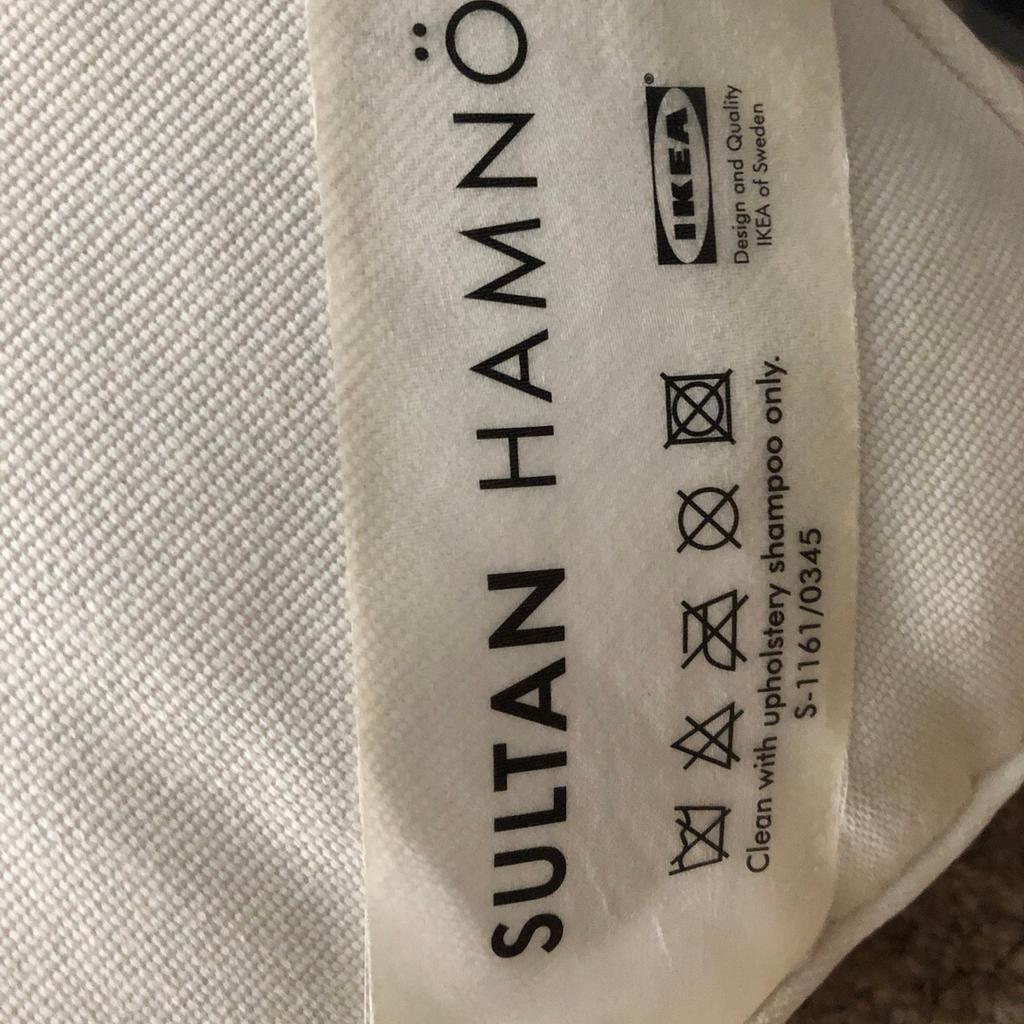 SULTAN HAMNÖ
IKEA®
Design and Quality
IKEA of Sweden
Clean with upholstery shampoo only.
S-1161/0345